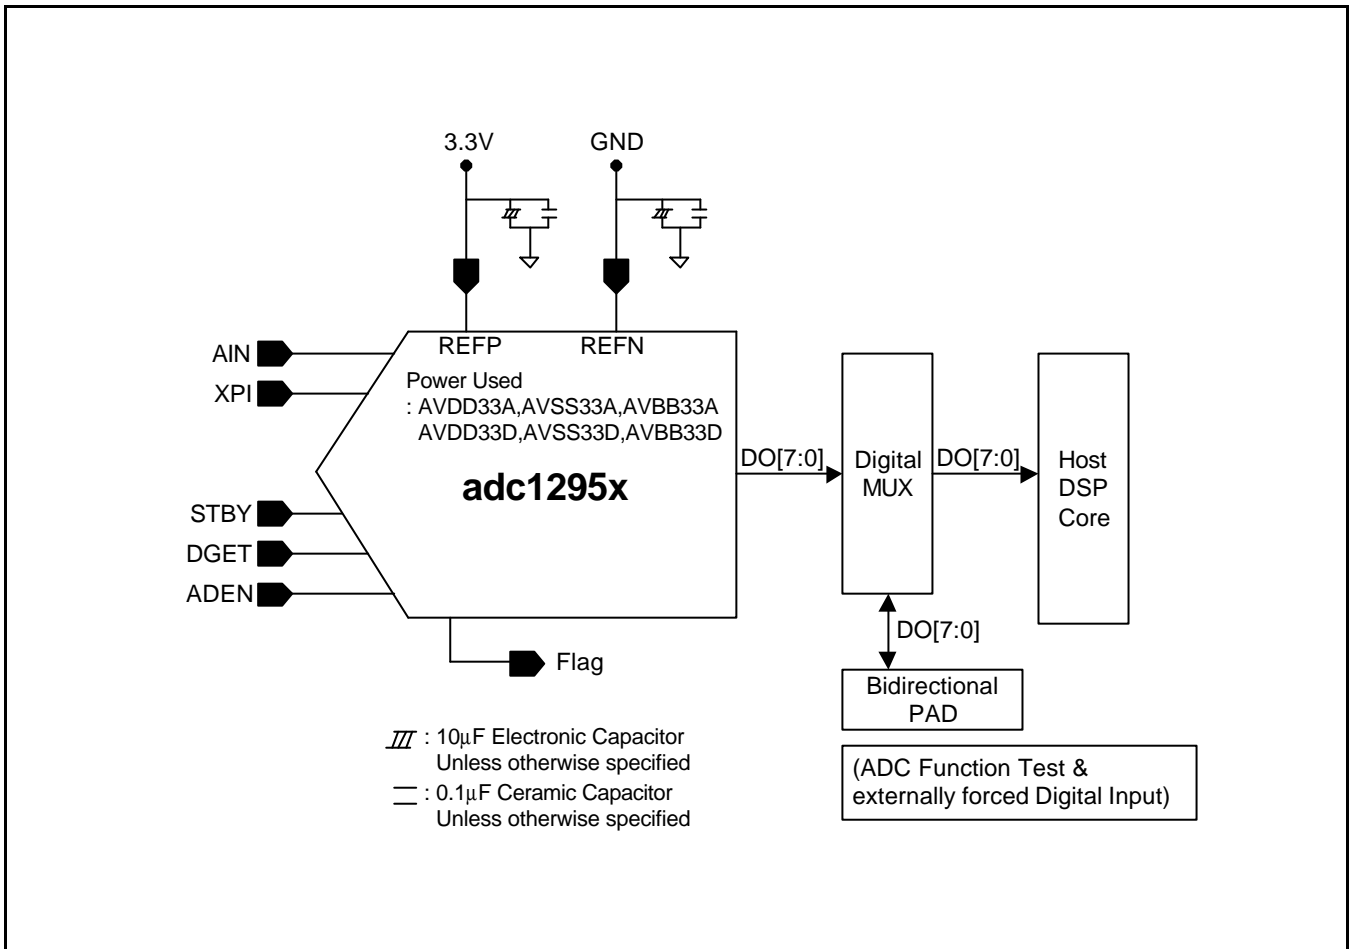 3.3V
GND
REFP
REFN
AIN
XPI
Power Used
: AVDD33A,AVSS33A,AVBB33A
AVDD33D,AVSS33D,AVBB33D
adc1295x
STBY
DGET
ADEN
Flag
DO[7:0]
Digital
MUX
DO[7:0]
Host
DSP
Core
DO[7:0]
Bidirectional
PAD
(ADC Function Test &
externally forced Digital Input)
: 10μF Electronic Capacitor
Unless otherwise specified
: 0.1μF Ceramic Capacitor
Unless otherwise specified